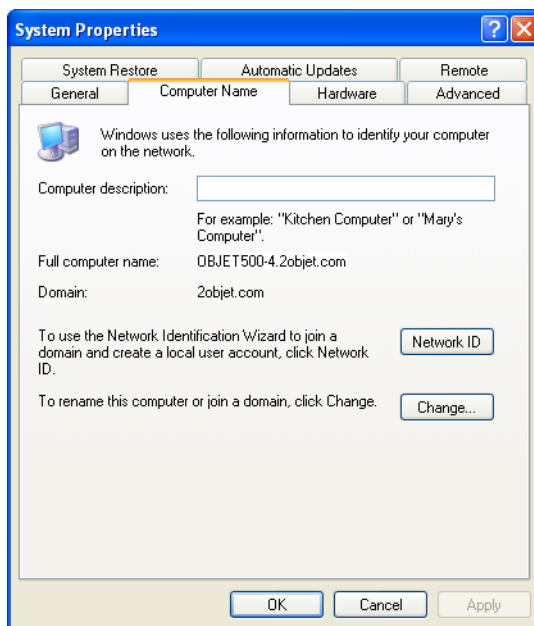 System Properties
System Restore
Automatic Updates
Remote
General
Computer Name
Hardware
Advanced
Windows uses the following information to identify your computer
on the network.
Computer description:
For example: "Kitchen Computer" or "Mary's
Computer".
Full computer name:
OBJET500-4.2objet.com
Domain:
2objet.com
To use the Network Identification Wizard to join a
domain and create a local user account, click Network
ID.
Network ID
To rename this computer or join a domain, click Change.
Change...
OK
Cancel
Apply